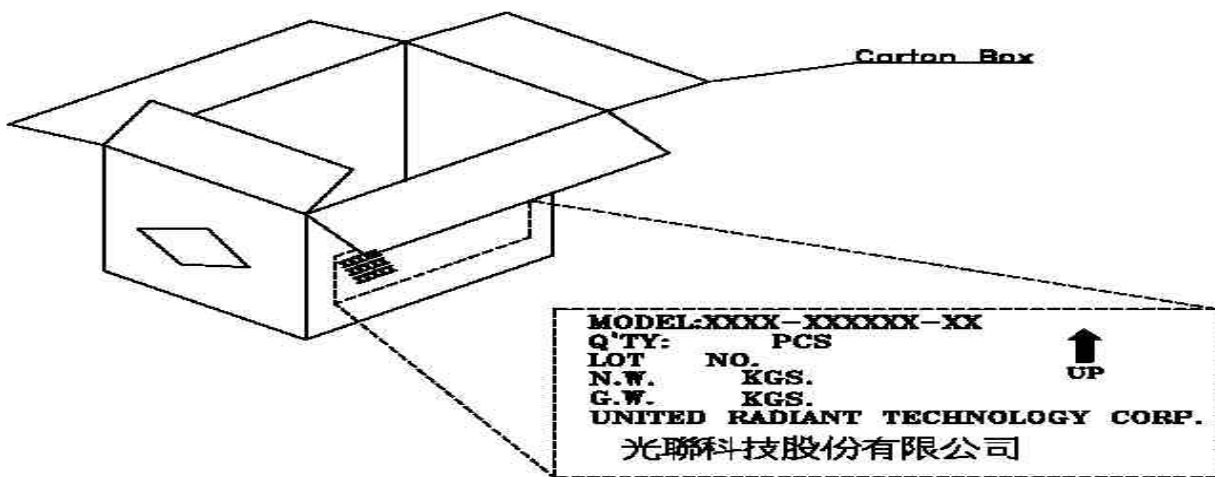 Carton Box
MODEL:XXXX-XXXXXX-XX
Q'TY: PCS
LOT NO.
N.W. KGS.
G.W. KGS.
UP
UNITED RADIANT TECHNOLOGY CORP.
光聯科技股份有限公司